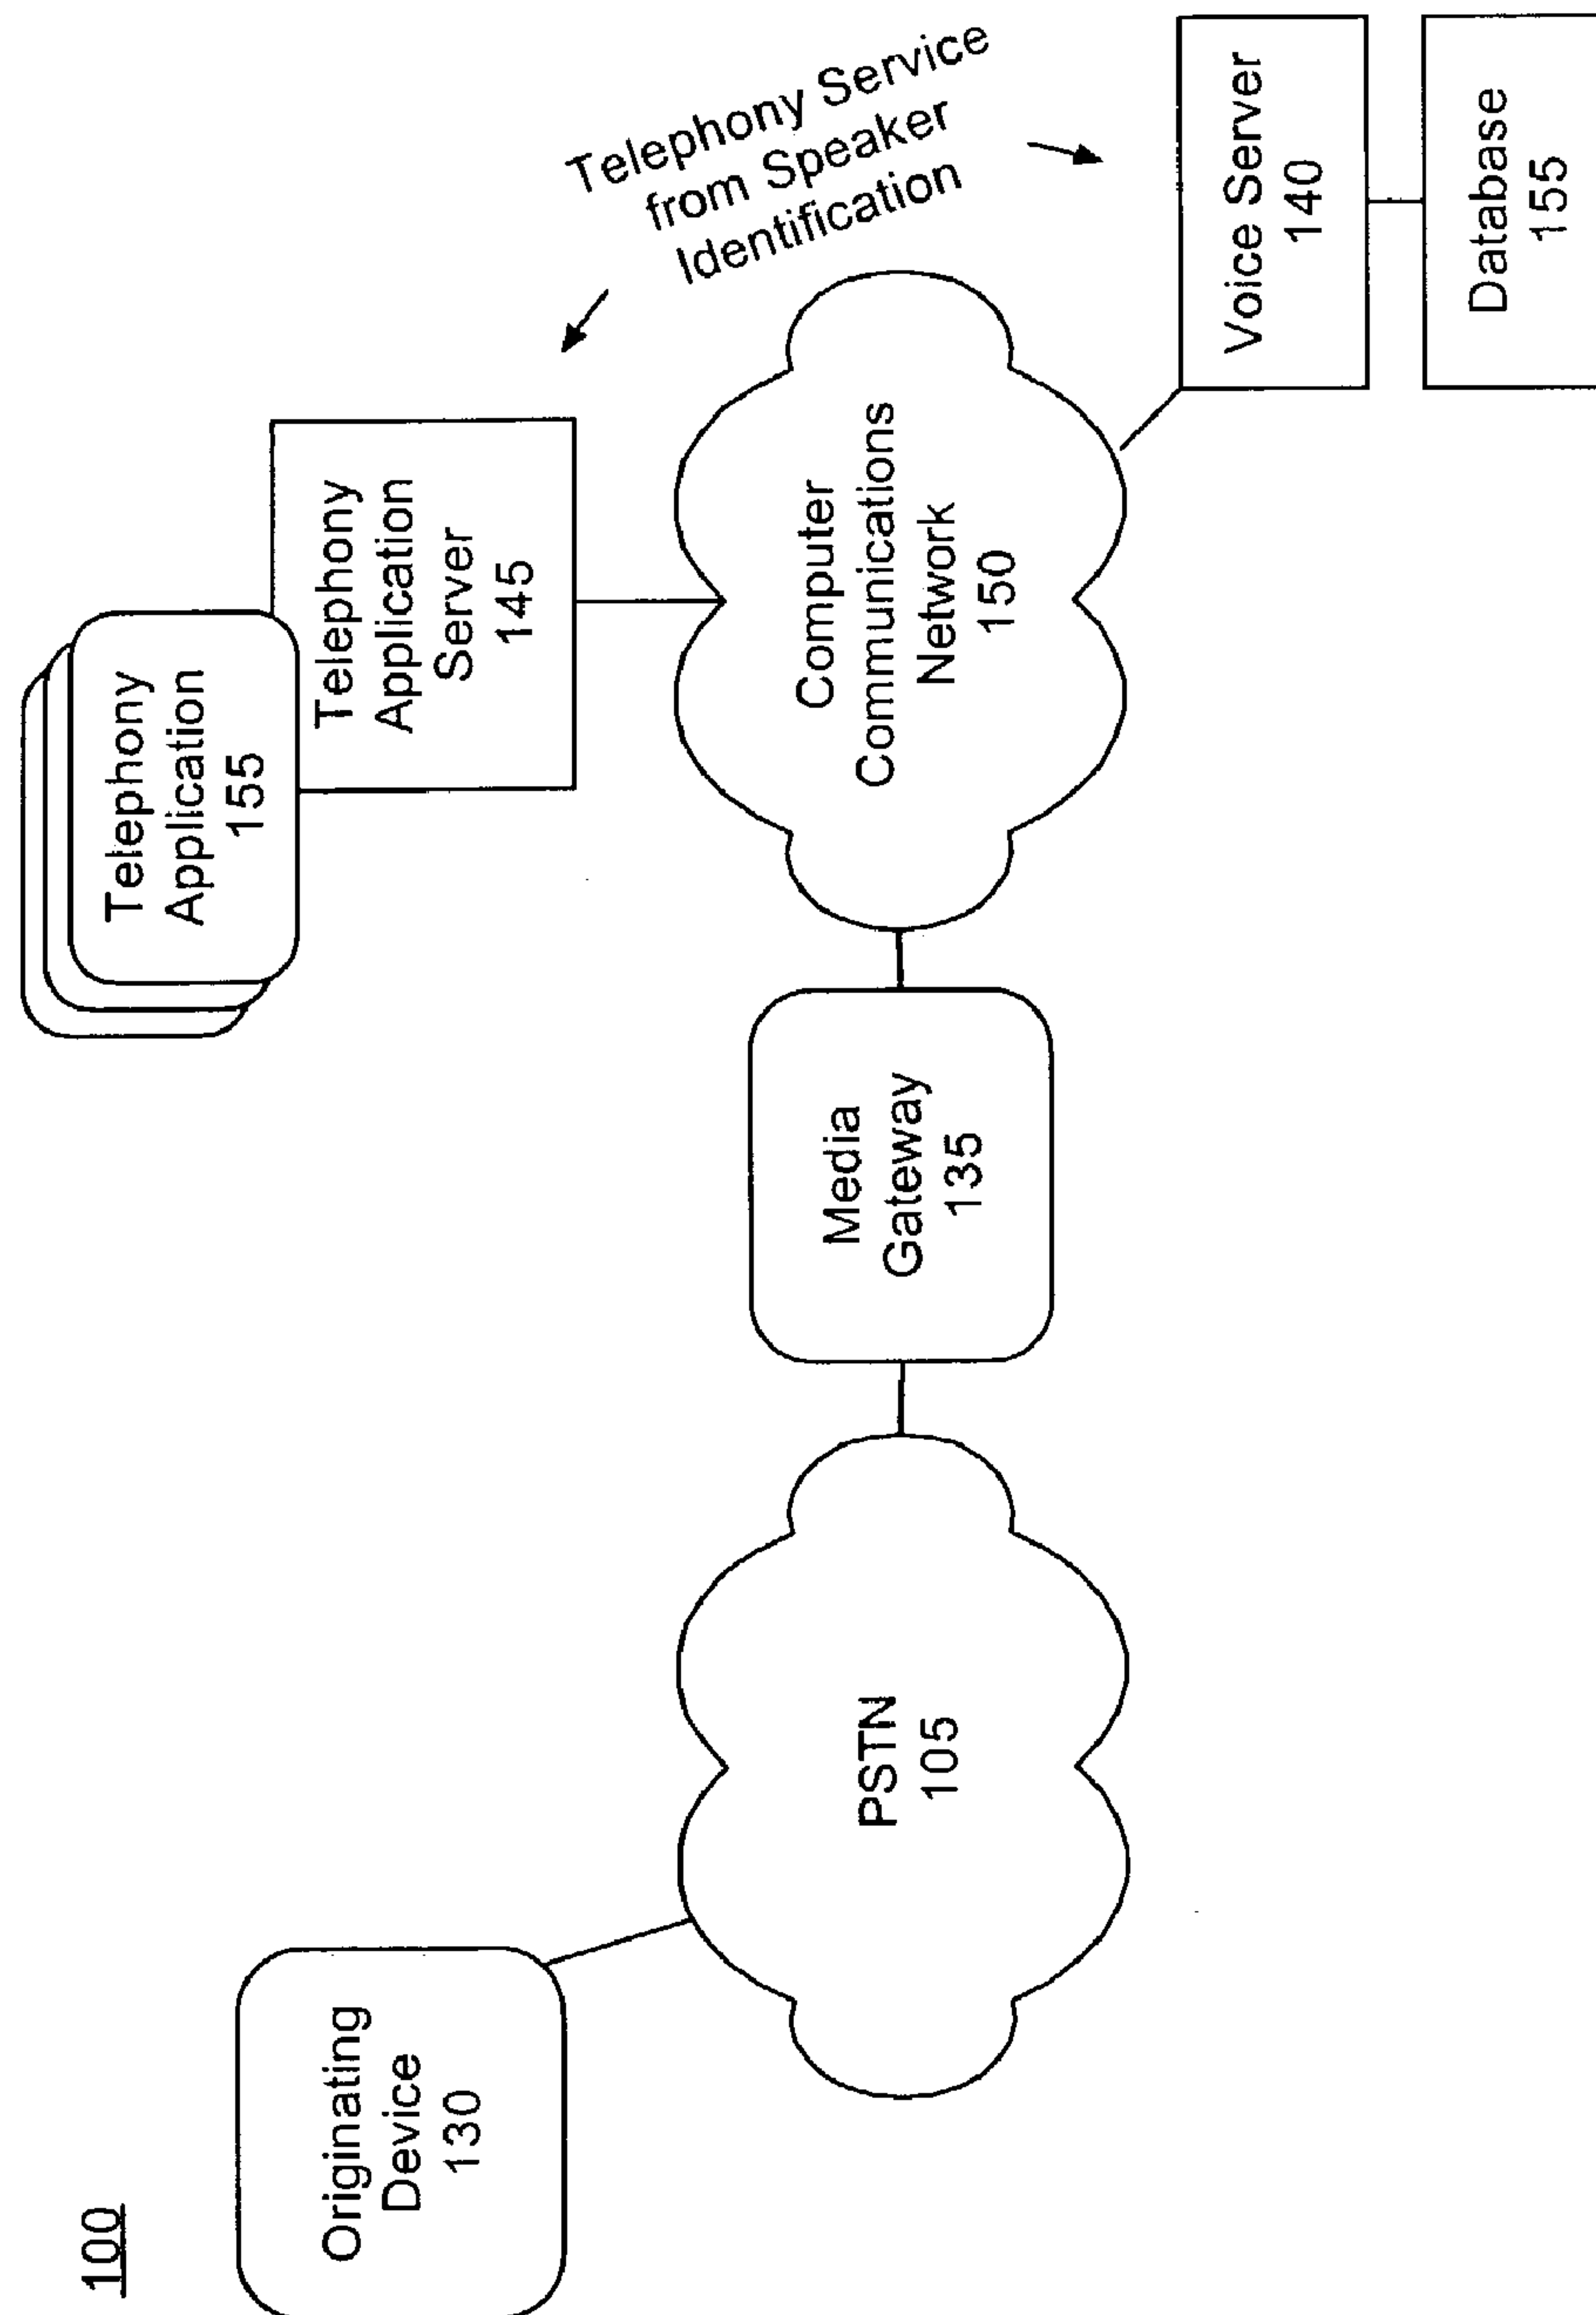 100
Originating
Device
130
PSTN
105
Media
Gateway
135
Telephony
Application
155
Telephony
Application
Server
145
Computer
Communications
Network
150
Telephony Service
from Speaker
Identification
Voice Server
140
Database
155